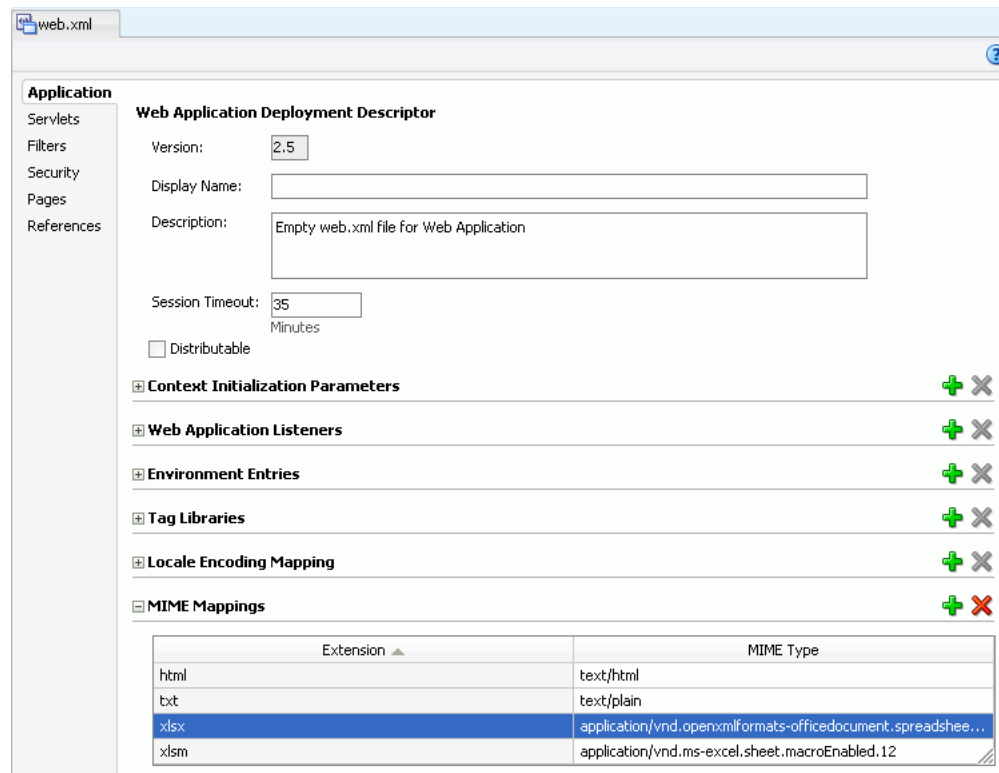 web.xml
Application
Servlets
Filters
Security
Pages
References
Web Application Deployment Descriptor
Version: 2.5
Display Name:
Description: Empty web.xml file for Web Application
Session Timeout: 35
Minutes
Distributable
Context Initialization Parameters
Web Application Listeners
Environment Entries
Tag Libraries
Locale Encoding Mapping
MIME Mappings
Extension MIME Type
html text/html
txt text/plain
xlsx application/vnd.openxmlformats-officedocument.spreadshee...
xlsm application/vnd.ms-excel.sheet.macroEnabled.12